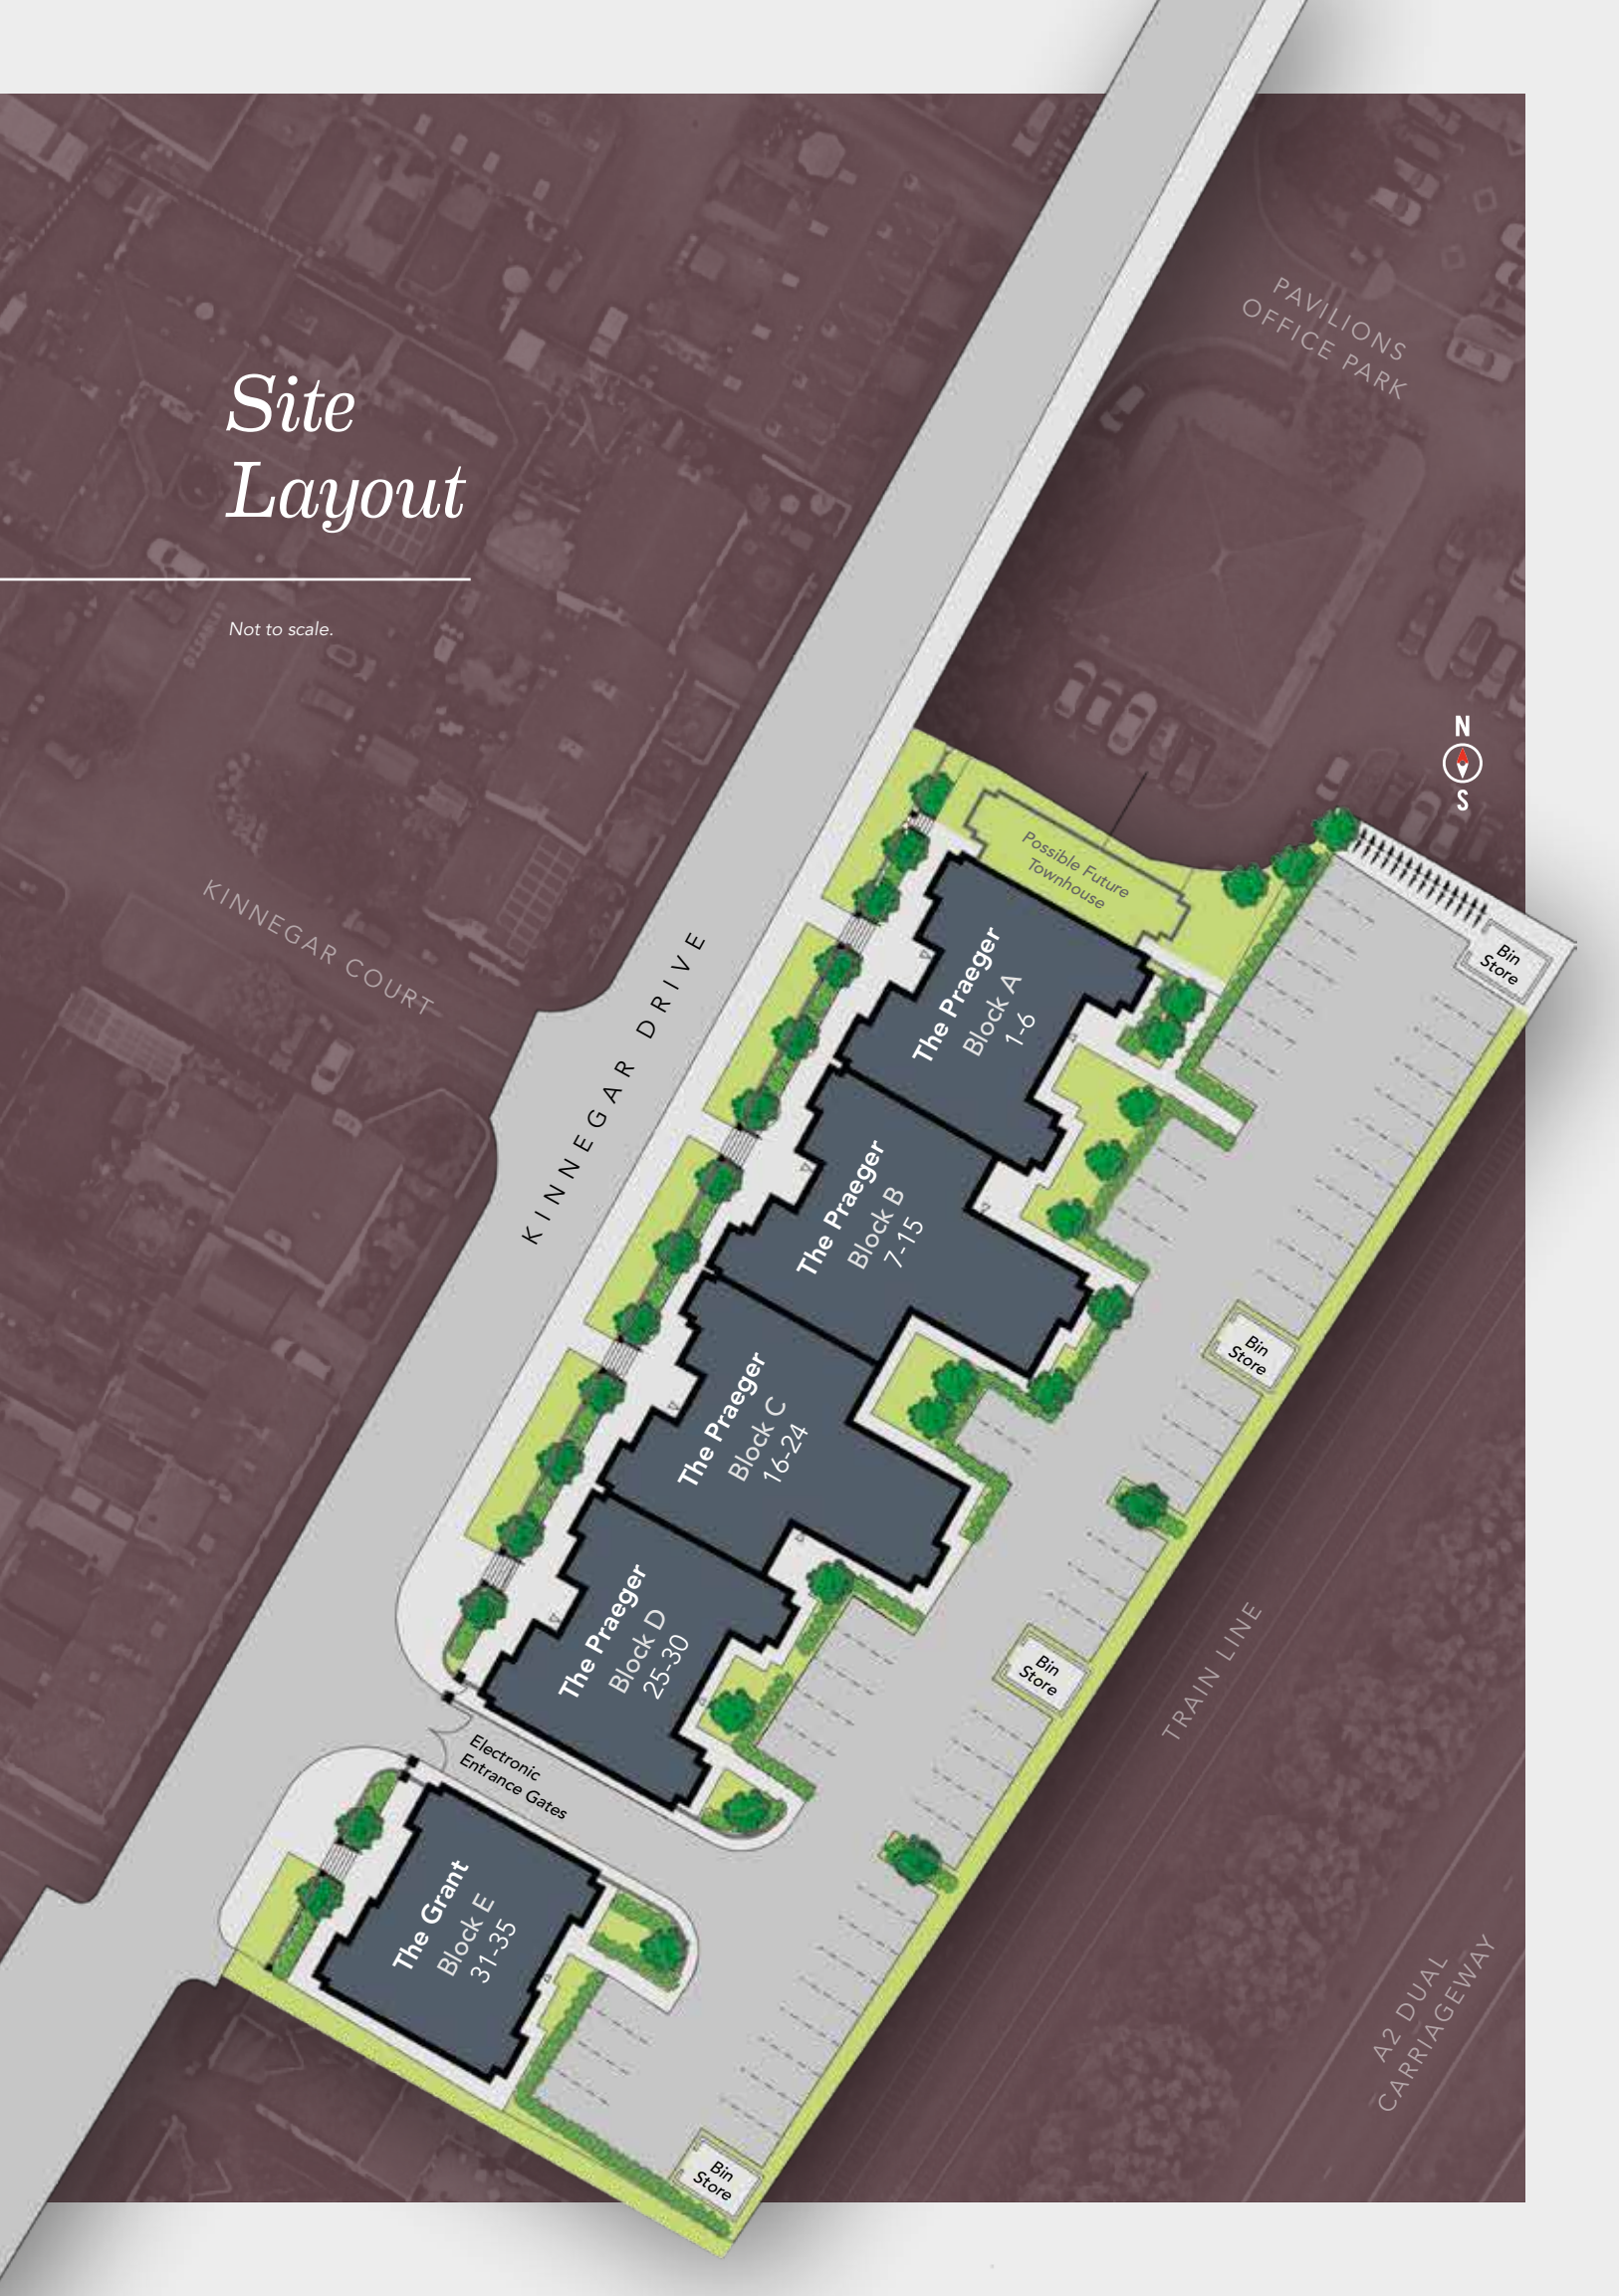 Site
Layout
Not to scale.
PAVILIONS
OFFICE PARK
N
S
KINNEGAR COURT
KINNEGAR DRIVE
Possible Future
Townhouse
Bin
Store
The Praeger
Block A
1-6
The Praeger
Block B
7-15
Bin
Store
The Praeger
Block C
16-24
The Praeger
Block D
25-30
Bin
Store
TRAIN LINE
Electronic
Entrance Gates
The Grant
Block E
31-35
A2 DUAL
CARRIAGEWAY
Bin
Store
DISABLED